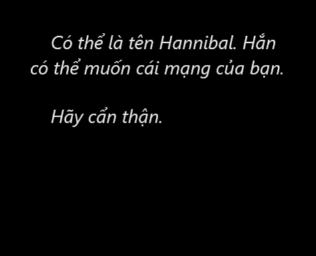 Có thể là tên Hannibal. Hắn
có thể muốn cái mạng của bạn.
Hãy cẩn thận.